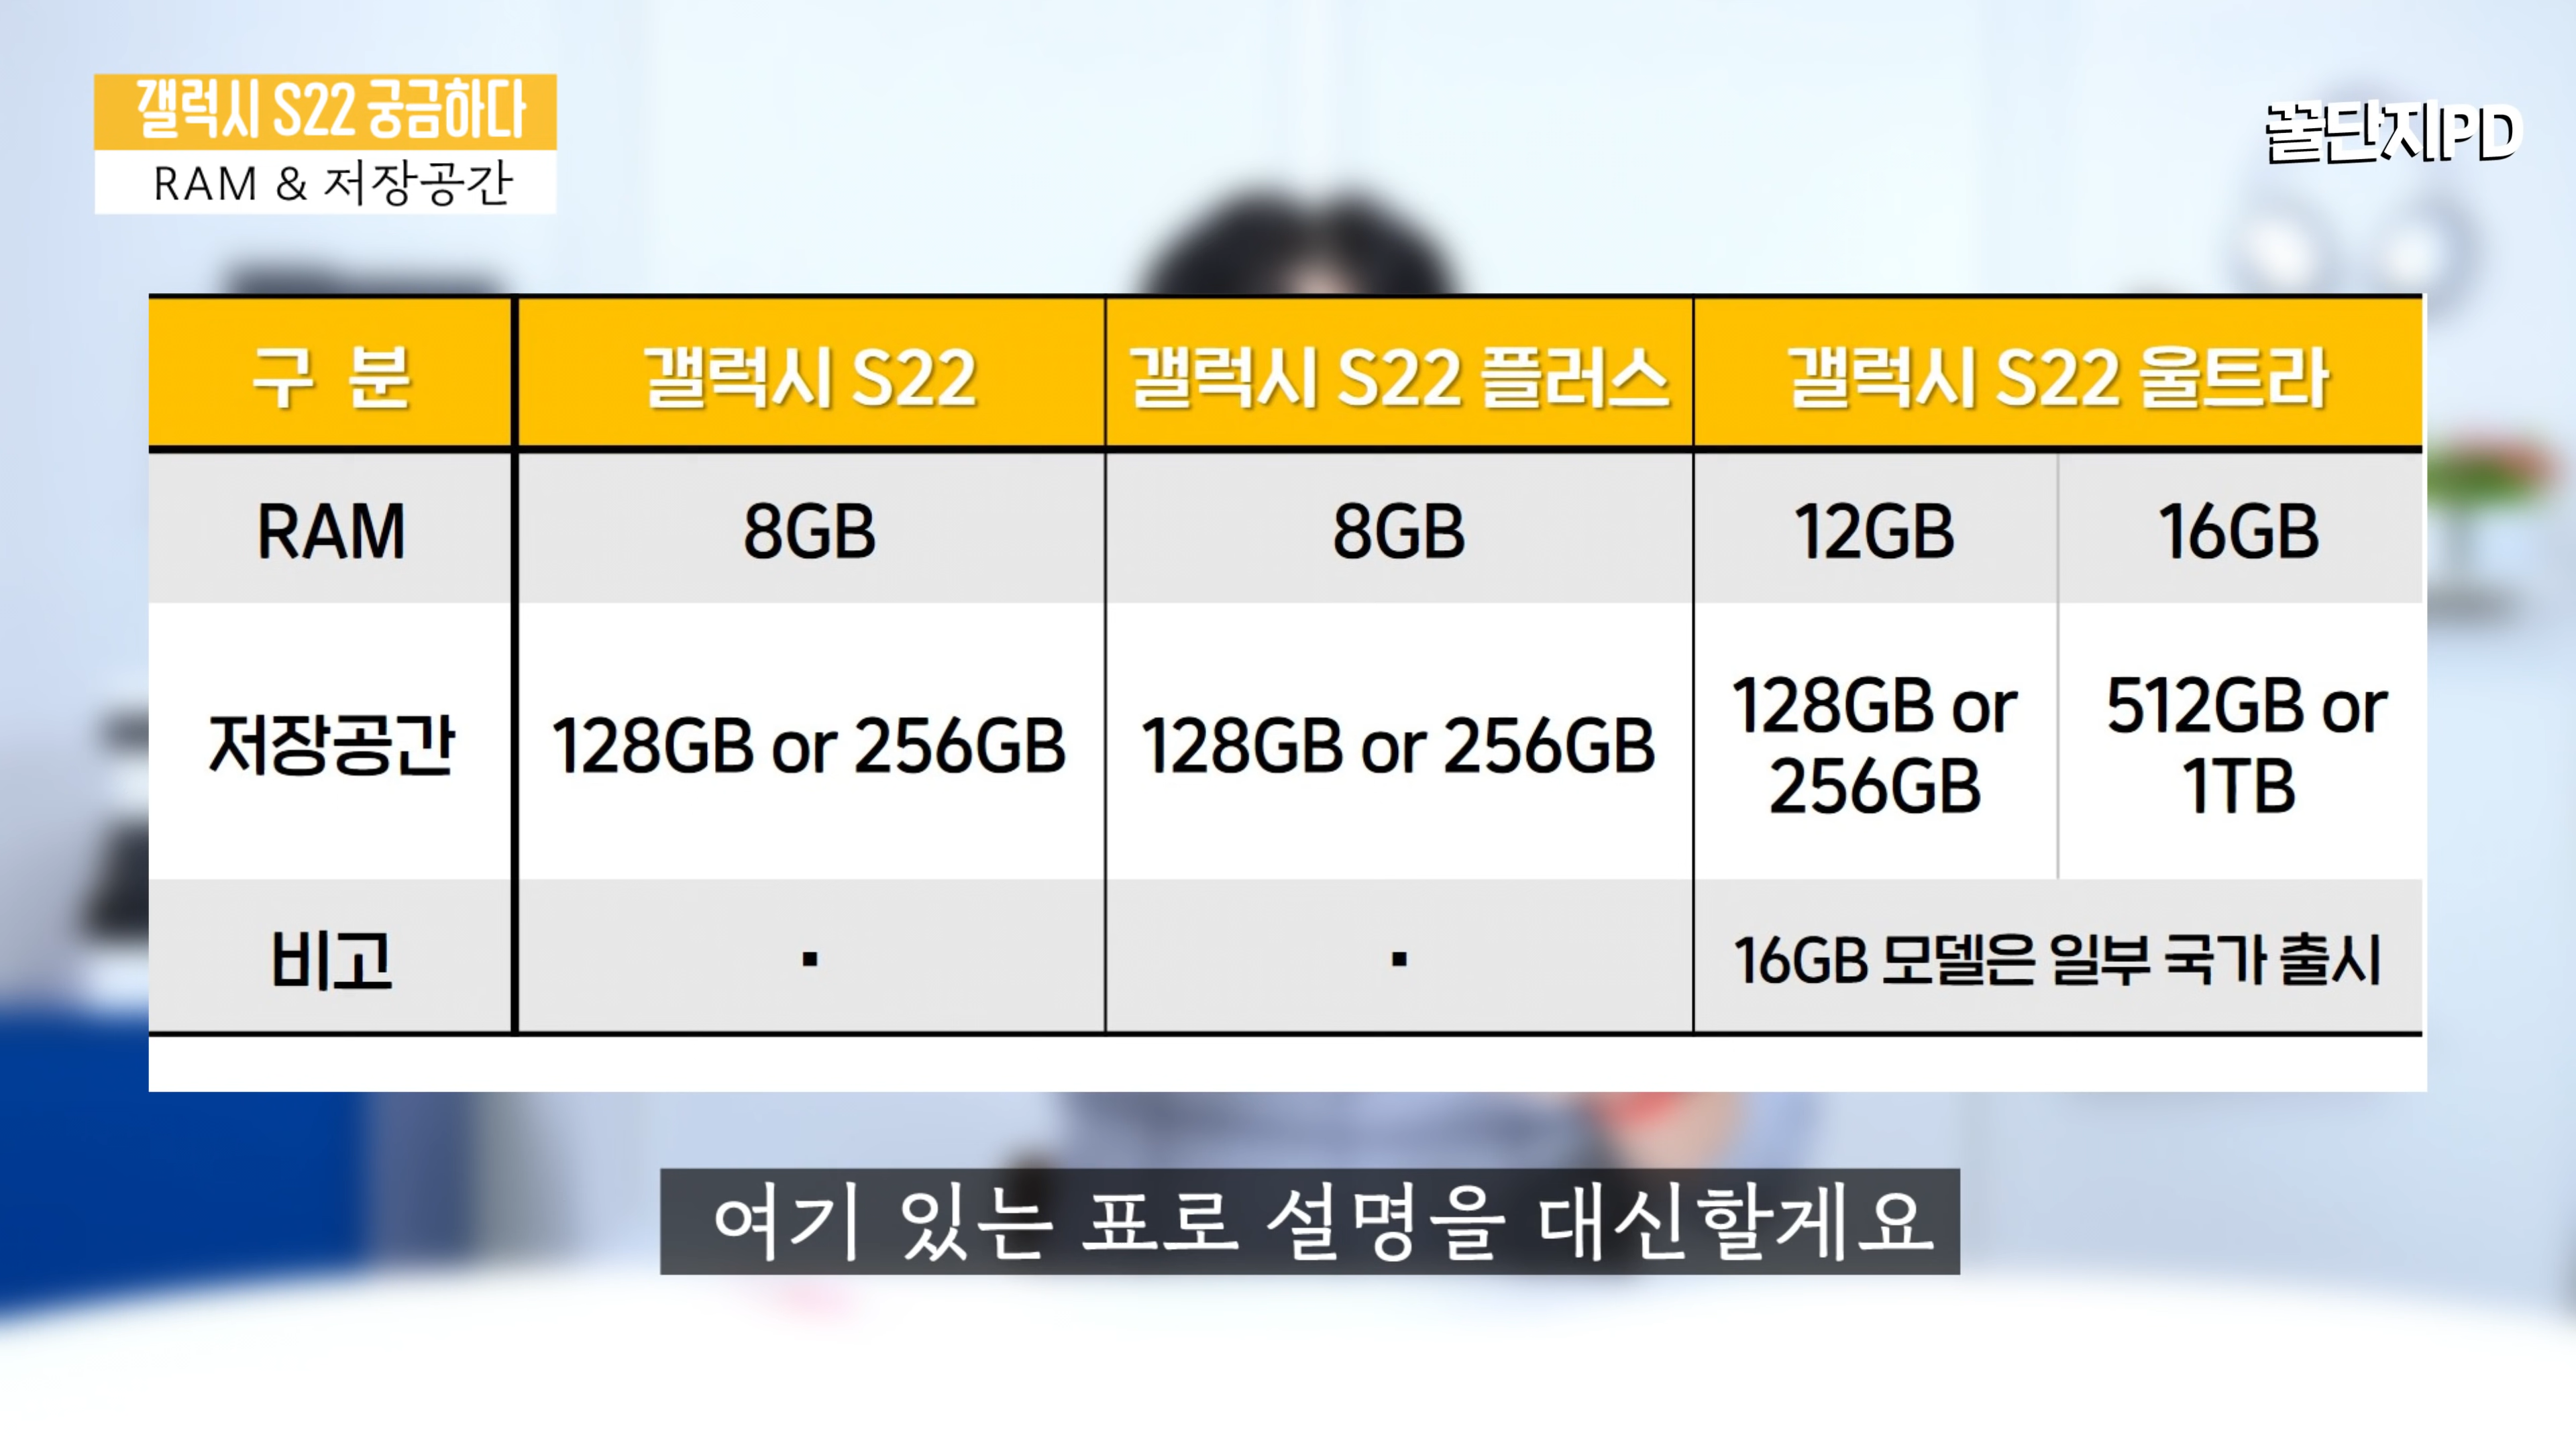 갤럭시 S22 궁금하다
RAM & 저장공간
꿀단지PD
구 분 갤럭시 S22 갤럭시 S22 플러스 갤럭시 S22 울트라
RAM 8GB 8GB 12GB 16GB
저장공간 128GB or 256GB 128GB or 256GB 128GB or 256GB 512GB or 1TB
비고 ▪ ▪ 16GB 모델은 일부 국가 출시
여기 있는 표로 설명을 대신할게요